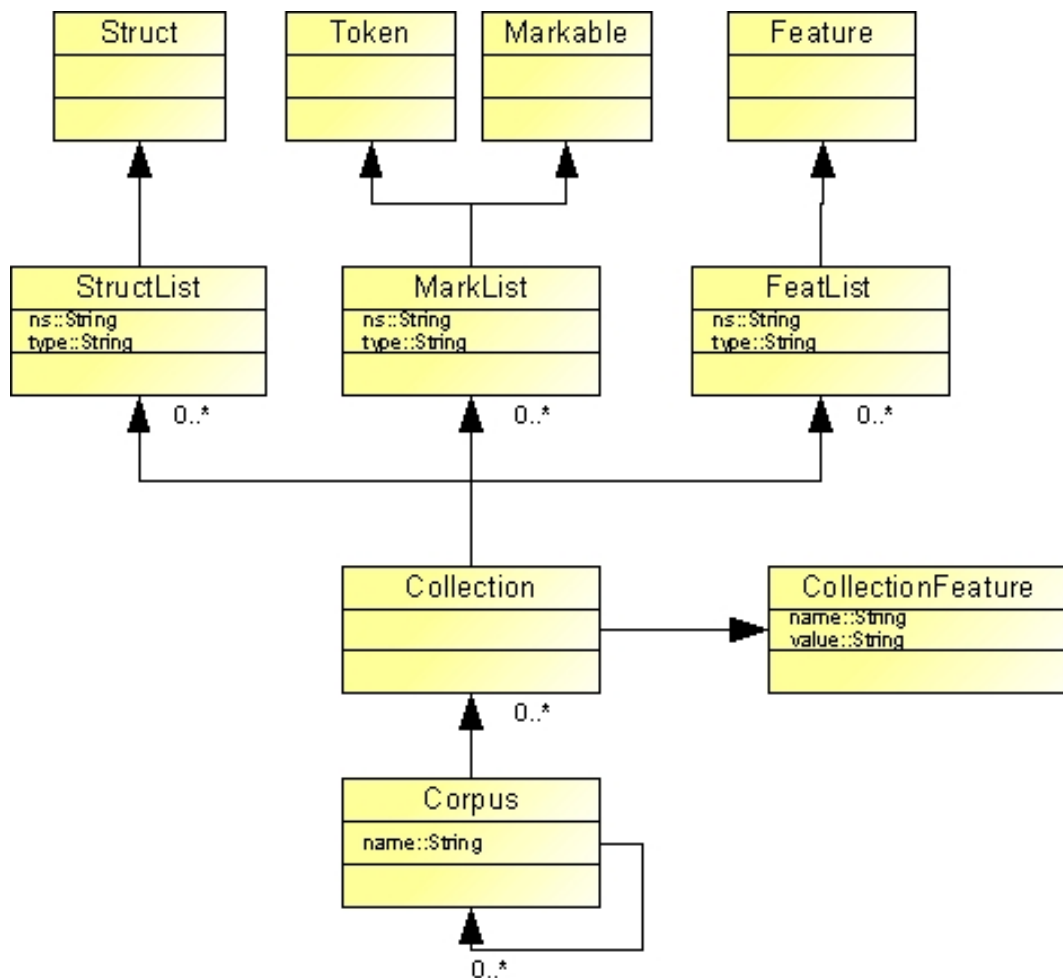 Struct
Token
Markable
Feature
StructList
ns::String
type::String
MarkList
ns::String
type::String
FeatList
ns::String
type::String
0..*
0..*
0..*
Collection
CollectionFeature
name::String
value::String
0..*
Corpus
name::String
0..*